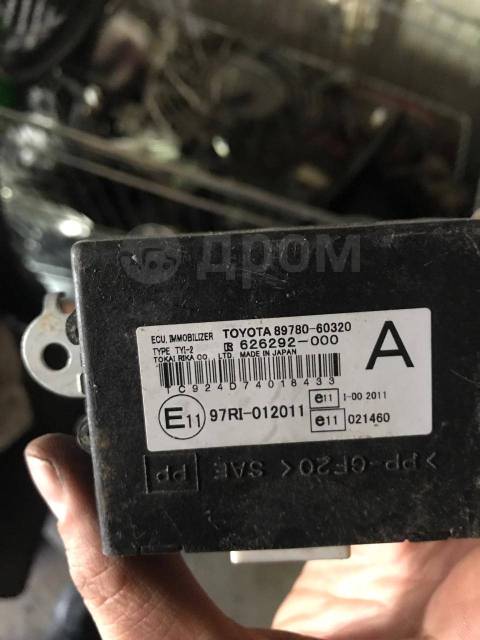 дром
ECU, IMMOBILIZER TOYOTA 89780-60320
TYPE TYI-2 626292-000
TOKAI RIKA CO., LTD. MADE IN JAPAN
A
1C924D74018433
E11 97RI-012011
e11 I-00 2011
e11 021460
PP >PP-GF20< SAE